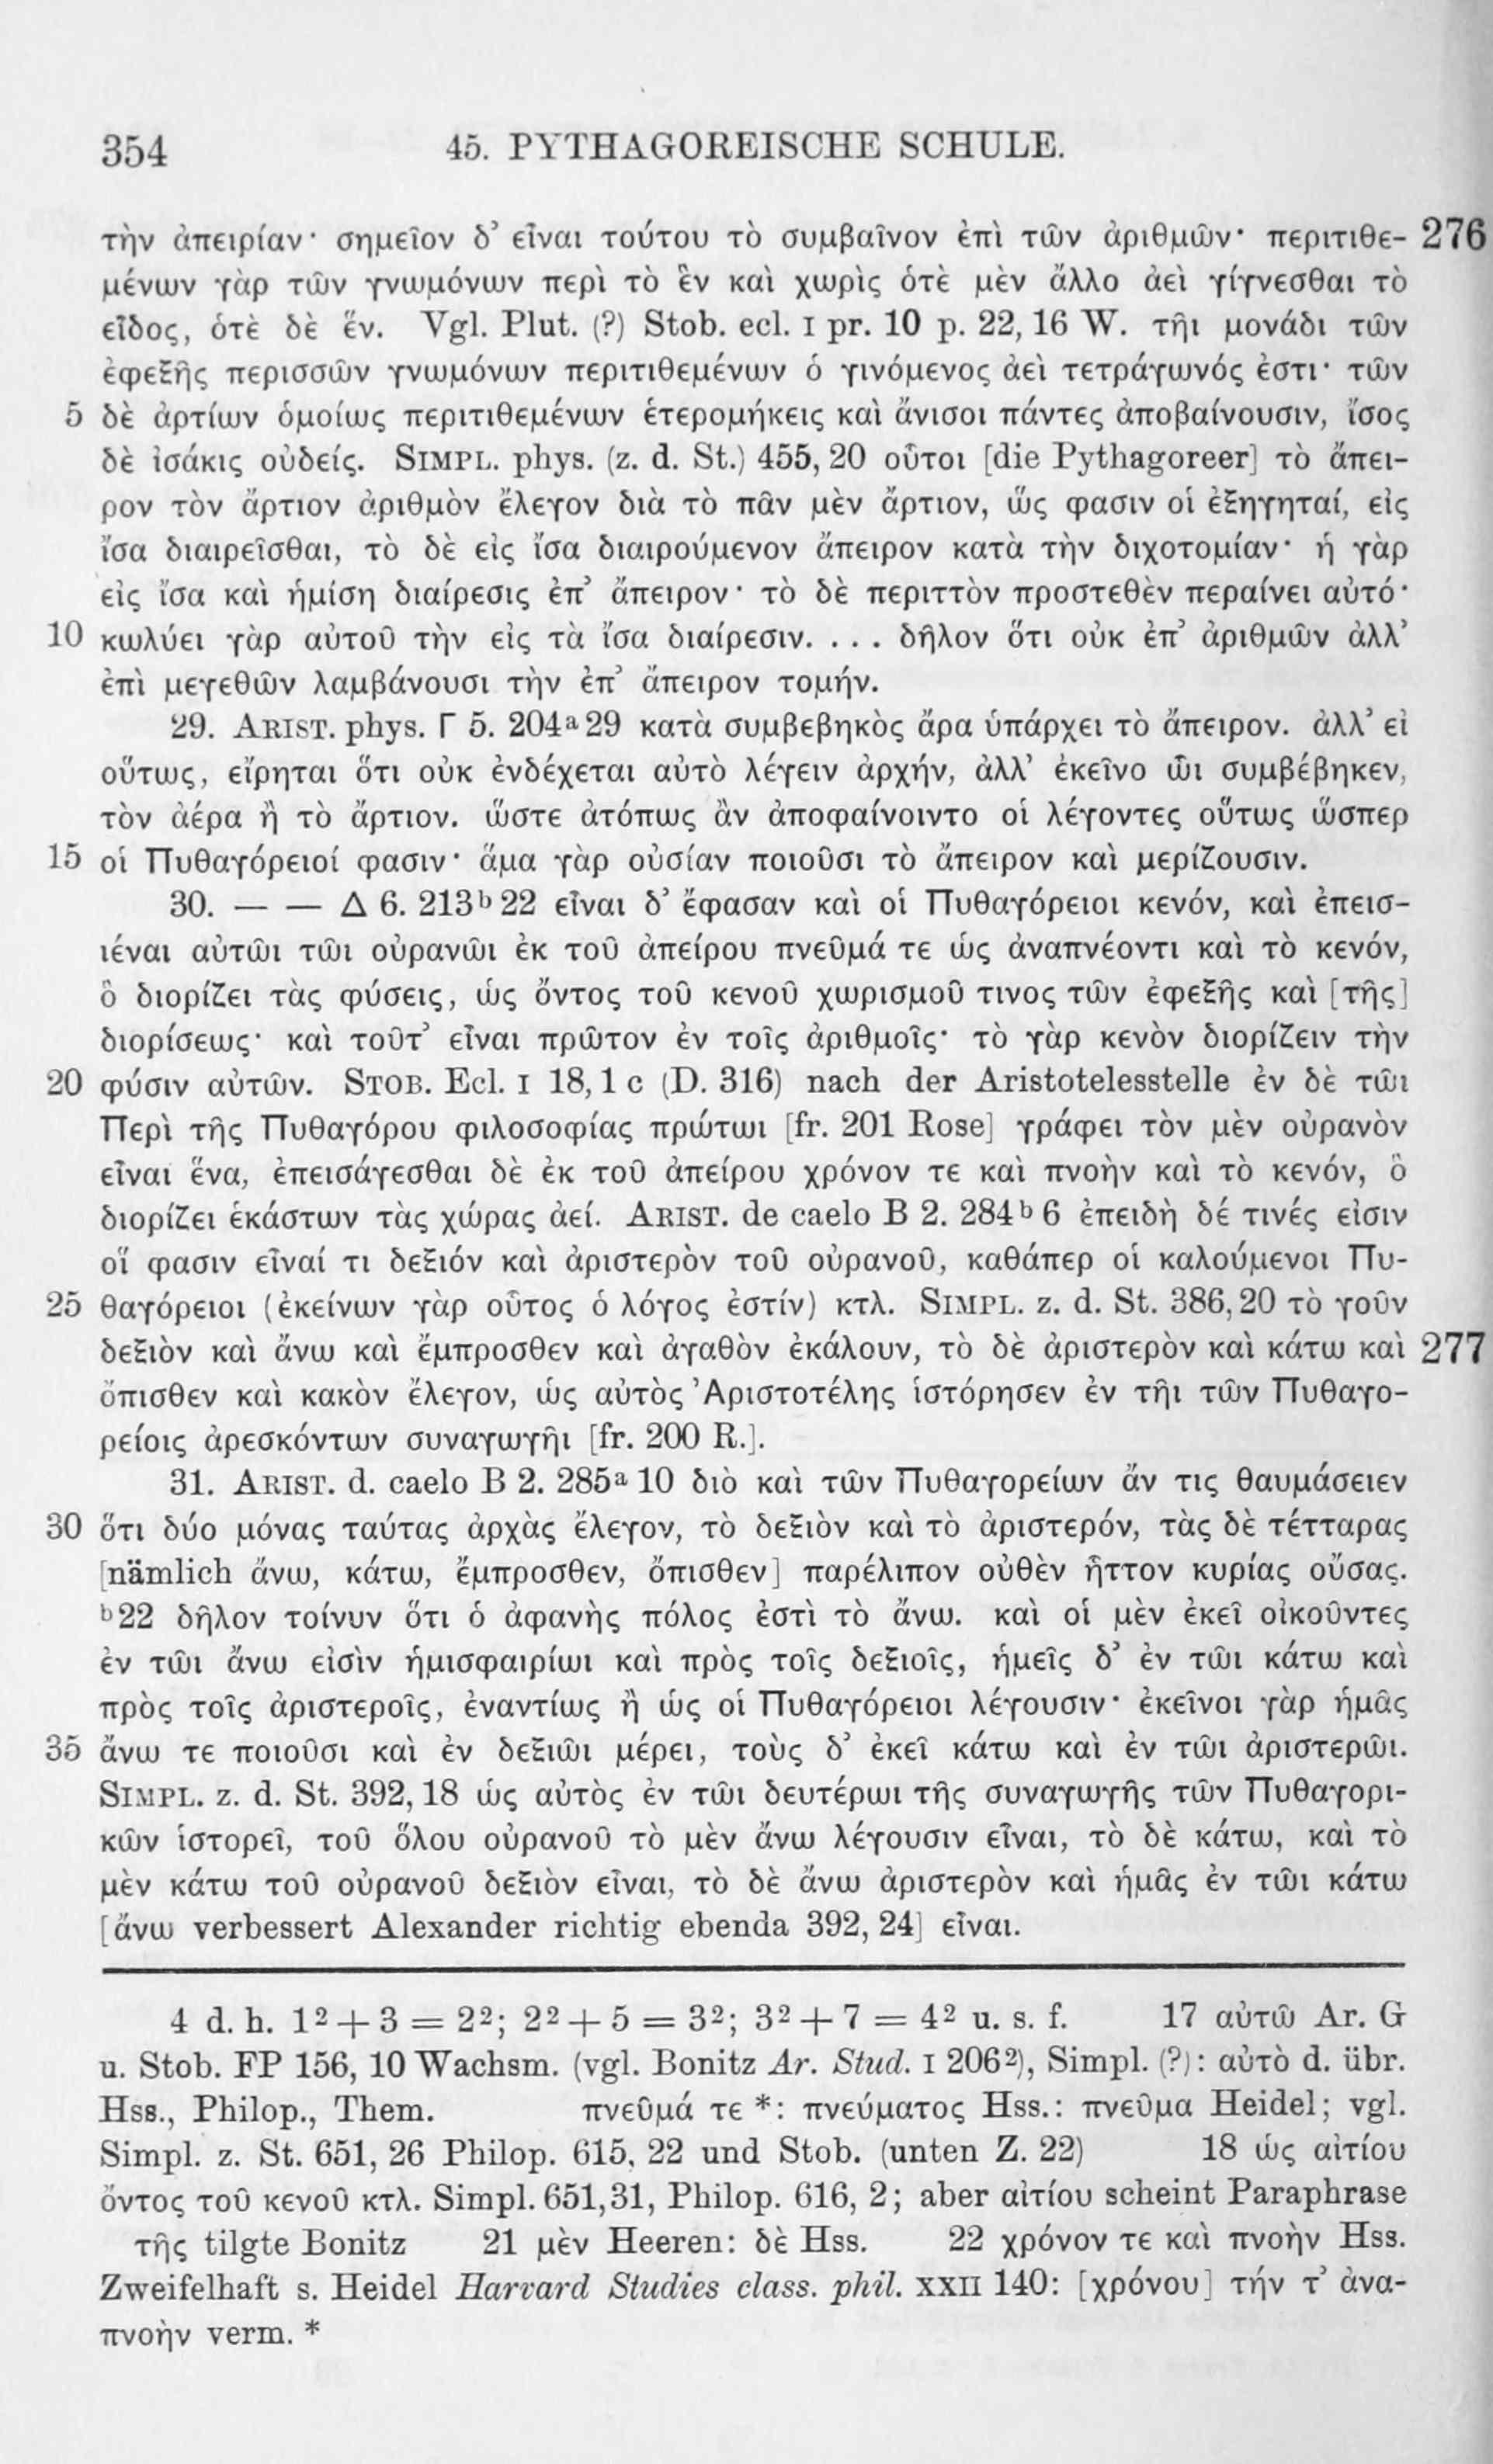 354 45. PYTHAGOREISCHE SCHULE.
τὴν ἀπειρίαν· σημεῖον δ’ εἶναι τούτου τὸ συμβαῖνον ἐπὶ τῶν ἀριθμῶν· περιτιθε- 276
μένων γὰρ τῶν γνωμόνων περὶ τὸ ἓν καὶ χωρὶς ὁτὲ μὲν ἄλλο ἀεὶ γίγνεσθαι τὸ
εἶδος, ὁτὲ δὲ ἕν. Vgl. Plut. (?) Stob. ecl. I pr. 10 p. 22, 16 W. τῆι μονάδι τῶν
ἐφεξῆς περισσῶν γνωμόνων περιτιθεμένων ὁ γινόμενος ἀεὶ τετράγωνός ἐστι· τῶν
5 δὲ ἀρτίων ὁμοίως περιτιθεμένων ἑτερομήκεις καὶ ἄνισοι πάντες ἀποβαίνουσιν, ἴσος
δὲ ἰσάκις οὐδείς. SIMPL. phys. (z. d. St.) 455, 20 οὗτοι [die Pythagoreer] τὸ ἄπει-
ρον τὸν ἄρτιον ἀριθμὸν ἔλεγον διὰ τὸ πᾶν μὲν ἄρτιον, ὥς φασιν οἱ ἐξηγηταί, εἰς
ἴσα διαιρεῖσθαι, τὸ δὲ εἰς ἴσα διαιρούμενον ἄπειρον κατὰ τὴν διχοτομίαν· ἡ γὰρ
εἰς ἴσα καὶ ἡμίση διαίρεσις ἐπ’ ἄπειρον· τὸ δὲ περιττὸν προστεθὲν περαίνει αὐτό·
10 κωλύει γὰρ αὐτοῦ τὴν εἰς τὰ ἴσα διαίρεσιν. . . . δῆλον ὅτι οὐκ ἐπ’ ἀριθμῶν ἀλλ’
ἐπὶ μεγεθῶν λαμβάνουσι τὴν ἐπ’ ἄπειρον τομήν.
29. ARIST. phys. Γ 5. 204ᵃ 29 κατὰ συμβεβηκὸς ἄρα ὑπάρχει τὸ ἄπειρον. ἀλλ’ εἰ
οὕτως, εἴρηται ὅτι οὐκ ἐνδέχεται αὐτὸ λέγειν ἀρχήν, ἀλλ’ ἐκεῖνο ὧι συμβέβηκεν,
τὸν ἀέρα ἢ τὸ ἄρτιον. ὥστε ἀτόπως ἂν ἀποφαίνοιντο οἱ λέγοντες οὕτως ὥσπερ
15 οἱ Πυθαγόρειοί φασιν· ἅμα γὰρ οὐσίαν ποιοῦσι τὸ ἄπειρον καὶ μερίζουσιν.
30. — — Δ 6. 213ᵇ 22 εἶναι δ’ ἔφασαν καὶ οἱ Πυθαγόρειοι κενόν, καὶ ἐπεισ-
ιέναι αὐτῶι τῶι οὐρανῶι ἐκ τοῦ ἀπείρου πνεῦμά τε ὡς ἀναπνέοντι καὶ τὸ κενόν,
ὃ διορίζει τὰς φύσεις, ὡς ὄντος τοῦ κενοῦ χωρισμοῦ τινος τῶν ἐφεξῆς καὶ [τῆς]
διορίσεως· καὶ τοῦτ’ εἶναι πρῶτον ἐν τοῖς ἀριθμοῖς· τὸ γὰρ κενὸν διορίζειν τὴν
20 φύσιν αὐτῶν. STOB. Ecl. I 18, 1 c (D. 316) nach der Aristotelesstelle ἐν δὲ τῶι
Περὶ τῆς Πυθαγόρου φιλοσοφίας πρώτωι [fr. 201 Rose] γράφει τὸν μὲν οὐρανὸν
εἶναι ἕνα, ἐπεισάγεσθαι δὲ ἐκ τοῦ ἀπείρου χρόνον τε καὶ πνοὴν καὶ τὸ κενόν, ὃ
διορίζει ἑκάστων τὰς χώρας ἀεί. ARIST. de caelo B 2. 284ᵇ 6 ἐπειδὴ δέ τινές εἰσιν
οἵ φασιν εἶναί τι δεξιόν καὶ ἀριστερὸν τοῦ οὐρανοῦ, καθάπερ οἱ καλούμενοι Πυ-
25 θαγόρειοι (ἐκείνων γὰρ οὗτος ὁ λόγος ἐστίν) κτλ. SIMPL. z. d. St. 386, 20 τὸ γοῦν
δεξιὸν καὶ ἄνω καὶ ἔμπροσθεν καὶ ἀγαθὸν ἐκάλουν, τὸ δὲ ἀριστερὸν καὶ κάτω καὶ 277
ὄπισθεν καὶ κακὸν ἔλεγον, ὡς αὐτὸς Ἀριστοτέλης ἱστόρησεν ἐν τῆι τῶν Πυθαγο-
ρείοις ἀρεσκόντων συναγωγῆι [fr. 200 R.].
31. ARIST. d. caelo B 2. 285ᵃ 10 διὸ καὶ τῶν Πυθαγορείων ἄν τις θαυμάσειεν
30 ὅτι δύο μόνας ταύτας ἀρχὰς ἔλεγον, τὸ δεξιὸν καὶ τὸ ἀριστερόν, τὰς δὲ τέτταρας
[nämlich ἄνω, κάτω, ἔμπροσθεν, ὄπισθεν] παρέλιπον οὐθὲν ἧττον κυρίας οὔσας.
ᵇ 22 δῆλον τοίνυν ὅτι ὁ ἀφανὴς πόλος ἐστὶ τὸ ἄνω. καὶ οἱ μὲν ἐκεῖ οἰκοῦντες
ἐν τῶι ἄνω εἰσὶν ἡμισφαιρίωι καὶ πρὸς τοῖς δεξιοῖς, ἡμεῖς δ’ ἐν τῶι κάτω καὶ
πρὸς τοῖς ἀριστεροῖς, ἐναντίως ἢ ὡς οἱ Πυθαγόρειοι λέγουσιν· ἐκεῖνοι γὰρ ἡμᾶς
35 ἄνω τε ποιοῦσι καὶ ἐν δεξιῶι μέρει, τοὺς δ’ ἐκεῖ κάτω καὶ ἐν τῶι ἀριστερῶι.
SIMPL. z. d. St. 392, 18 ὡς αὐτὸς ἐν τῶι δευτέρωι τῆς συναγωγῆς τῶν Πυθαγορι-
κῶν ἱστορεῖ, τοῦ ὅλου οὐρανοῦ τὸ μὲν ἄνω λέγουσιν εἶναι, τὸ δὲ κάτω, καὶ τὸ
μὲν κάτω τοῦ οὐρανοῦ δεξιὸν εἶναι, τὸ δὲ ἄνω ἀριστερὸν καὶ ἡμᾶς ἐν τῶι κάτω
[ἄνω verbessert Alexander richtig ebenda 392, 24] εἶναι.
4 d. h. 1² + 3 = 2²; 2² + 5 = 3²; 3² + 7 = 4² u. s. f. 17 αὐτῶ Ar. G
u. Stob. FP 156, 10 Wachsm. (vgl. Bonitz Ar. Stud. I 206²), Simpl. (?): αὐτὸ d. übr.
Hss., Philop., Them. πνεῦμά τε *: πνεύματος Hss.: πνεῦμα Heidel; vgl.
Simpl. z. St. 651, 26 Philop. 615, 22 und Stob. (unten Z. 22) 18 ὡς αἰτίου
ὄντος τοῦ κενοῦ κτλ. Simpl. 651, 31, Philop. 616, 2; aber αἰτίου scheint Paraphrase
τῆς tilgte Bonitz 21 μὲν Heeren: δὲ Hss. 22 χρόνον τε καὶ πνοὴν Hss.
Zweifelhaft s. Heidel Harvard Studies class. phil. XXII 140: [χρόνου] τήν τ’ ἀνα-
πνοὴν verm. *